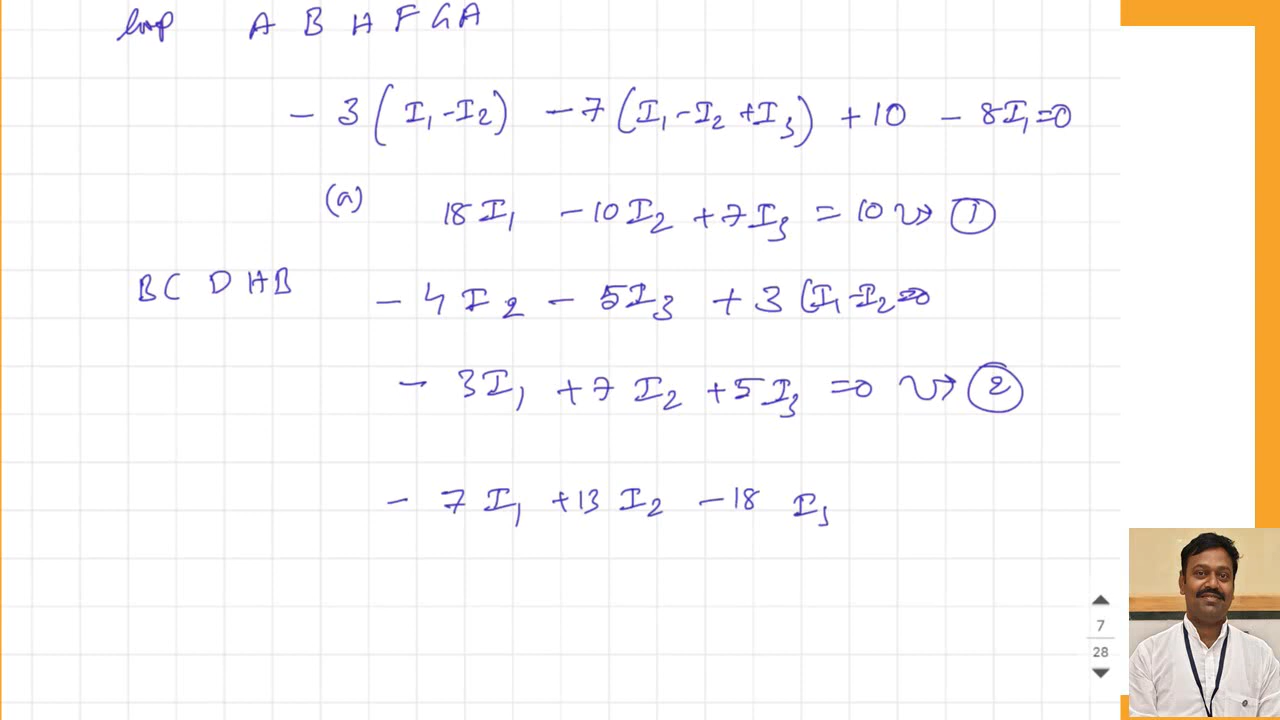 loop A B H F G A
- 3 ( I₁ - I₂ ) - 7 ( I₁ - I₂ + I₃ ) + 10 - 8I₁ = 0
(a) 18 I₁ - 10 I₂ + 7 I₃ = 10 ↝ ①
B C D H B - 4 I₂ - 5 I₃ + 3 ( I₁ - I₂ = 0
- 3 I₁ + 7 I₂ + 5 I₃ = 0 ↝ ②
- 7 I₁ + 13 I₂ - 18 I₃
7
28